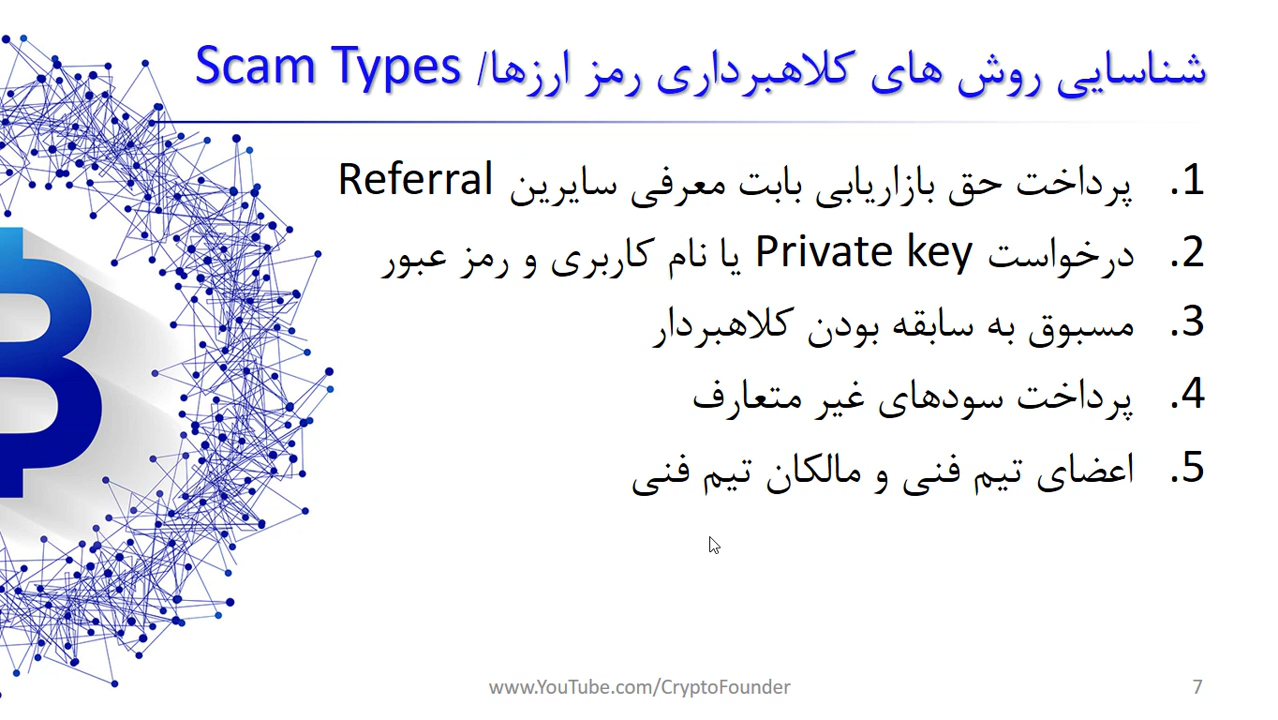 شناسایی روش های کلاهبرداری رمز ارزها/ Scam Types
1. پرداخت حق بازاریابی بابت معرفی سایرین Referral
2. درخواست Private key یا نام کاربری و رمز عبور
3. مسبوق به سابقه بودن کلاهبردار
4. پرداخت سودهای غیر متعارف
5. اعضای تیم فنی و مالکان تیم فنی
www.YouTube.com/CryptoFounder
7